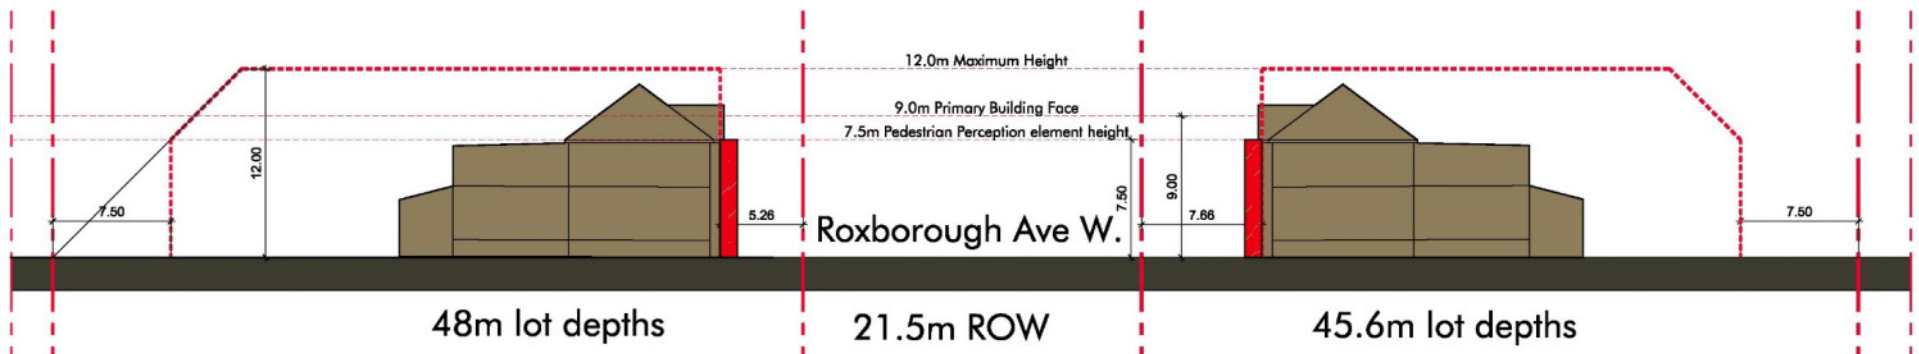 12.0m Maximum Height
9.0m Primary Building Face
7.5m Pedestrian Perception element height
12.00
7.50
5.26
Roxborough Ave W.
7.50
9.00
7.66
7.50
48m lot depths
21.5m ROW
45.6m lot depths